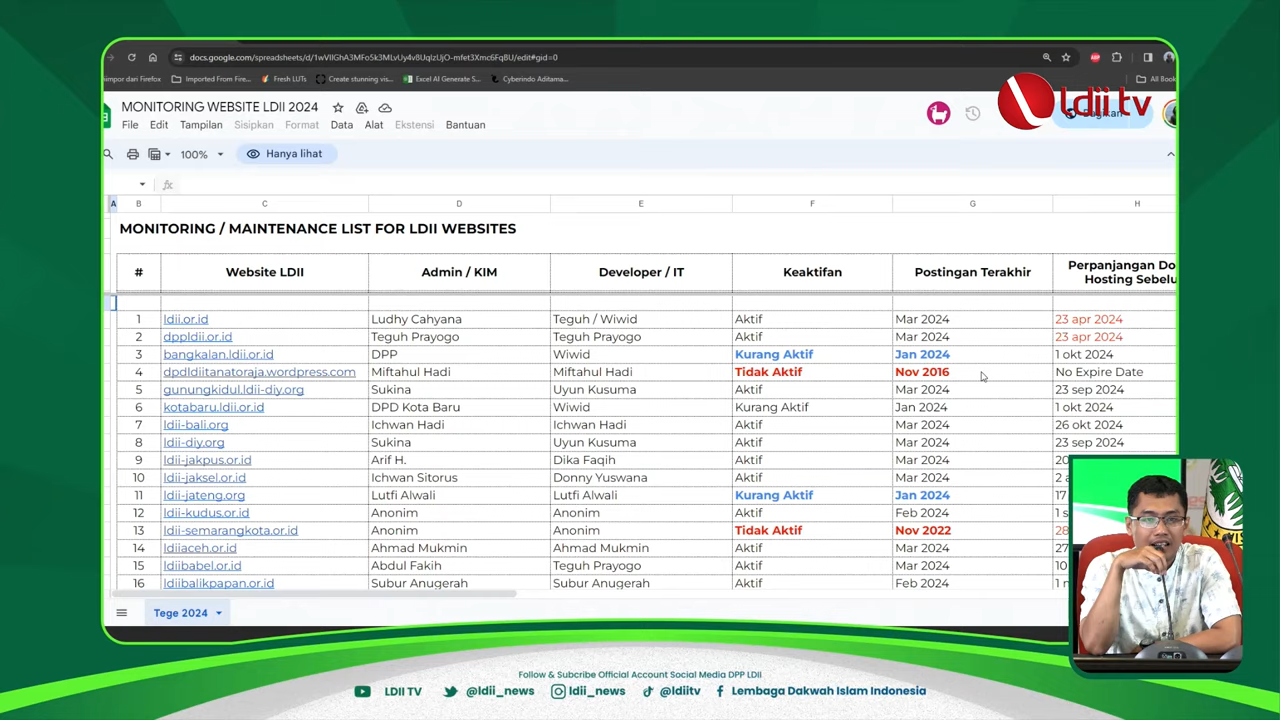 docs.google.com/spreadsheets/d/1wVIlGhA3MFo5k3MLvUy4v8UqIzUjO-mfet3Xmc6FqBU/edit#gid=0
impor dari Firefox Imported From Fire... Fresh LUTs Create stunning vis... Excel AI Generate S... Cyberindo Aditama... All Book
MONITORING WEBSITE LDII 2024
ldii tv
File Edit Tampilan Sisipkan Format Data Alat Ekstensi Bantuan
100% Hanya lihat
fx
A B C D E F G H
MONITORING / MAINTENANCE LIST FOR LDII WEBSITES
# Website LDII Admin / KIM Developer / IT Keaktifan Postingan Terakhir Perpanjangan Do
Hosting Sebelu
1 ldii.or.id Ludhy Cahyana Teguh / Wiwid Aktif Mar 2024 23 apr 2024
2 dppldii.or.id Teguh Prayogo Teguh Prayogo Aktif Mar 2024 23 apr 2024
3 bangkalan.ldii.or.id DPP Wiwid Kurang Aktif Jan 2024 1 okt 2024
4 dpdldiitanatoraja.wordpress.com Miftahul Hadi Miftahul Hadi Tidak Aktif Nov 2016 No Expire Date
5 gunungkidul.ldii-diy.org Sukina Uyun Kusuma Aktif Mar 2024 23 sep 2024
6 kotabaru.ldii.or.id DPD Kota Baru Wiwid Kurang Aktif Jan 2024 1 okt 2024
7 ldii-bali.org Ichwan Hadi Ichwan Hadi Aktif Mar 2024 26 okt 2024
8 ldii-diy.org Sukina Uyun Kusuma Aktif Mar 2024 23 sep 2024
9 ldii-jakpus.or.id Arif H. Dika Faqih Aktif Mar 2024 20
10 ldii-jaksel.or.id Ichwan Sitorus Donny Yuswana Aktif Mar 2024 2 a
11 ldii-jateng.org Lutfi Alwali Lutfi Alwali Kurang Aktif Jan 2024 17
12 ldii-kudus.or.id Anonim Anonim Aktif Feb 2024 1 s
13 ldii-semarangkota.or.id Anonim Anonim Tidak Aktif Nov 2022 28
14 ldiiaceh.or.id Ahmad Mukmin Ahmad Mukmin Aktif Mar 2024 27
15 ldiibabel.or.id Abdul Fakih Teguh Prayogo Aktif Mar 2024 10
16 ldiibalikpapan.or.id Subur Anugerah Subur Anugerah Aktif Feb 2024 1
Tege 2024
Follow & Subcribe Official Account Social Media DPP LDII
LDII TV @ldii_news ldii_news @ldiitv Lembaga Dakwah Islam Indonesia